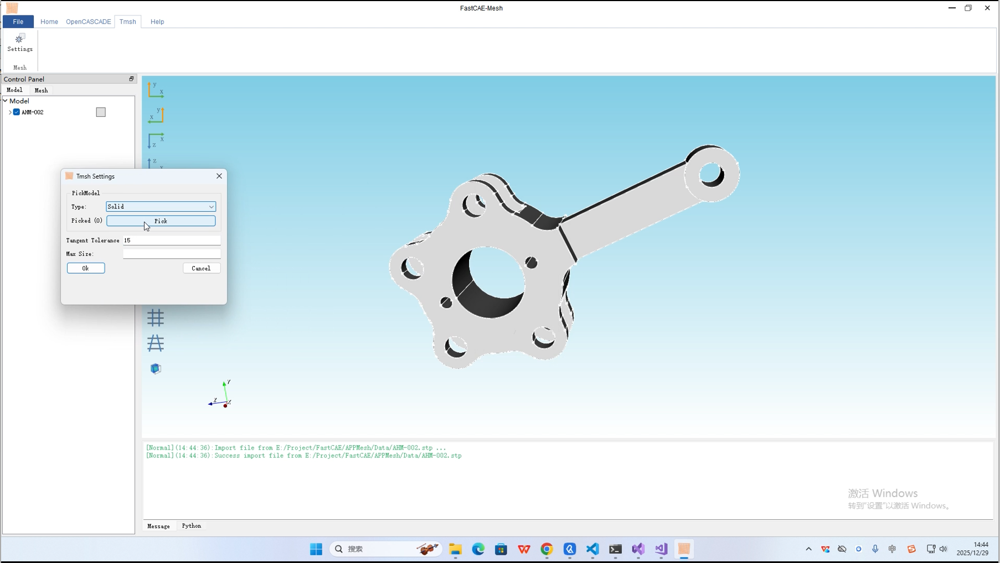 FastCAE-Mesh
File Home OpenCASCADE Tmsh Help
Settings
Mesh
Control Panel
Model Mesh
Model
AHM-002
y
x
y
x
x
z
z
x
Tmsh Settings
PickModel
Type: Solid
Picked (0) Pick
Tangent Tolerance 15
Max Size:
Ok Cancel
Y
Z
X
[Normal](14:44:36):Import file from E:/Project/FastCAE/APPMesh/Data/AHM-002.stp ...
[Normal](14:44:36):Success import file from E:/Project/FastCAE/APPMesh/Data/AHM-002.stp
激活 Windows
转到“设置”以激活 Windows。
Message Python
搜索
中
14:44
2025/12/29